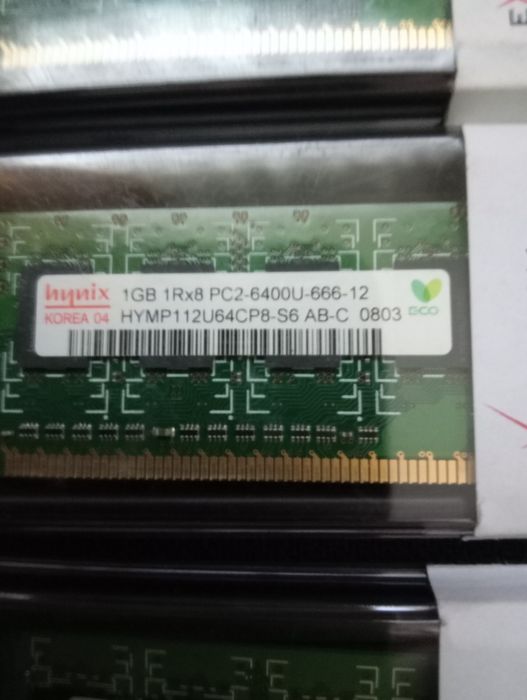 hynix 1GB 1Rx8 PC2-6400U-666-12
KOREA 04 HYMP112U64CP8-S6 AB-C 0803 ECO